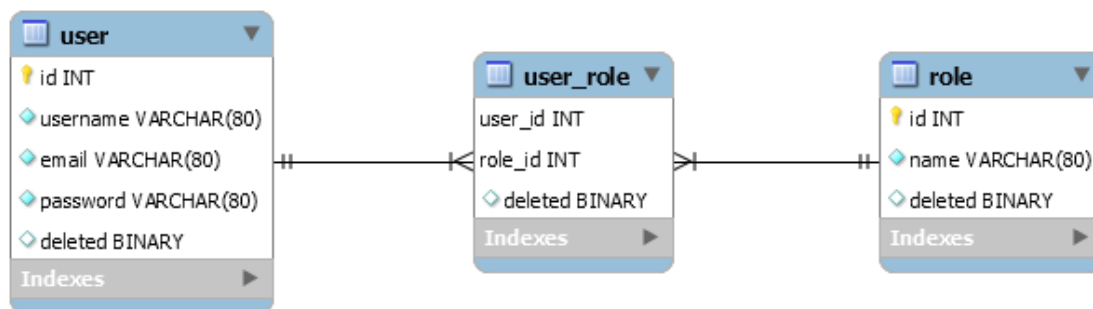 user
id INT
username VARCHAR(80)
email VARCHAR(80)
password VARCHAR(80)
deleted BINARY
Indexes
user_role
user_id INT
role_id INT
deleted BINARY
Indexes
role
id INT
name VARCHAR(80)
deleted BINARY
Indexes